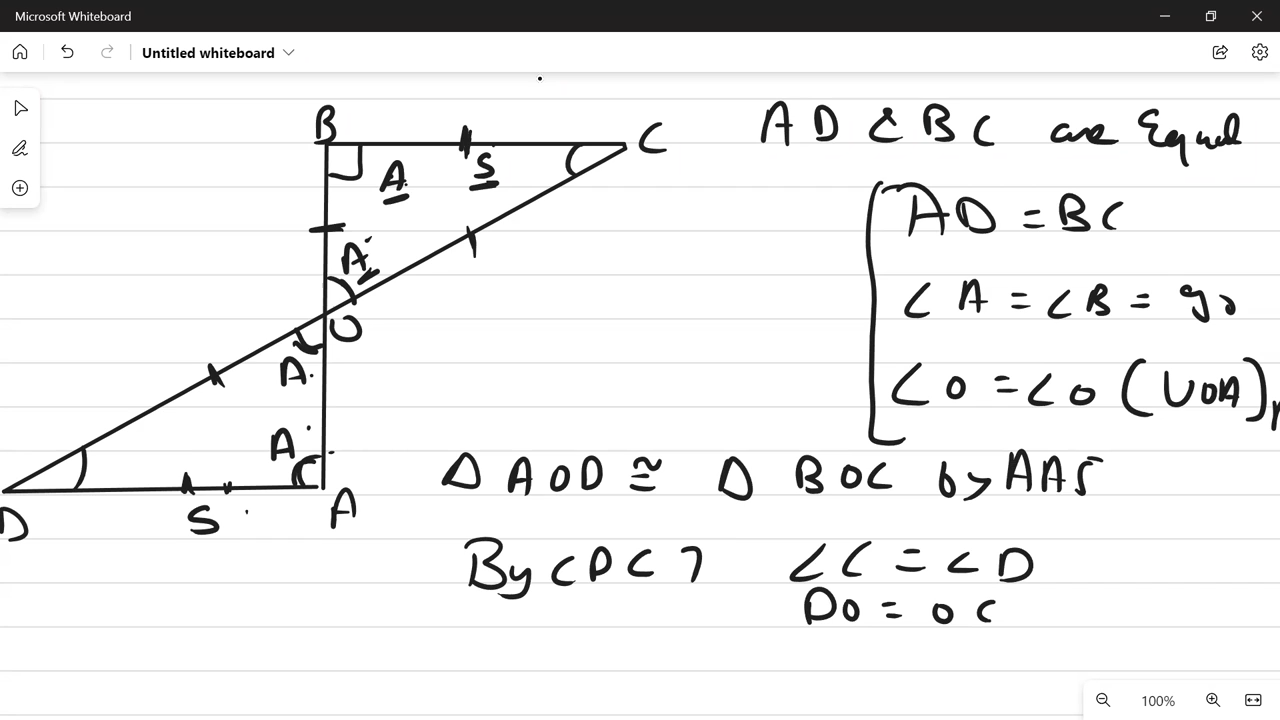 Microsoft Whiteboard
Untitled whiteboard
B
C
A S
A
O
A
A
D
S
A
AD & BC are Equal
AD = BC
∠A = ∠B = 90
∠O = ∠O (VOA)
Δ AOD ≅ Δ BOC by AAS
By CPCT ∠C = ∠D
DO = OC
100%